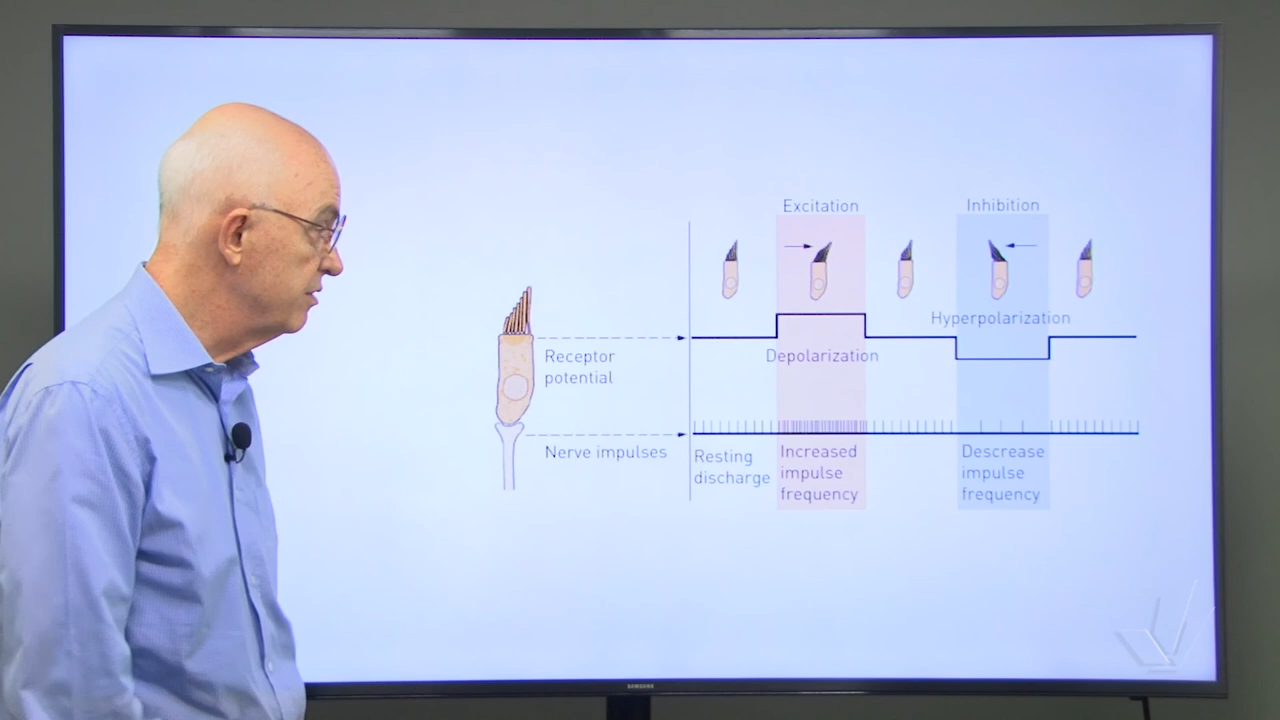 Excitation
Inhibition
Hyperpolarization
Receptor
potential
Depolarization
Nerve impulses
Resting
discharge
Increased
impulse
frequency
Descrease
impulse
frequency
SAMSUNG